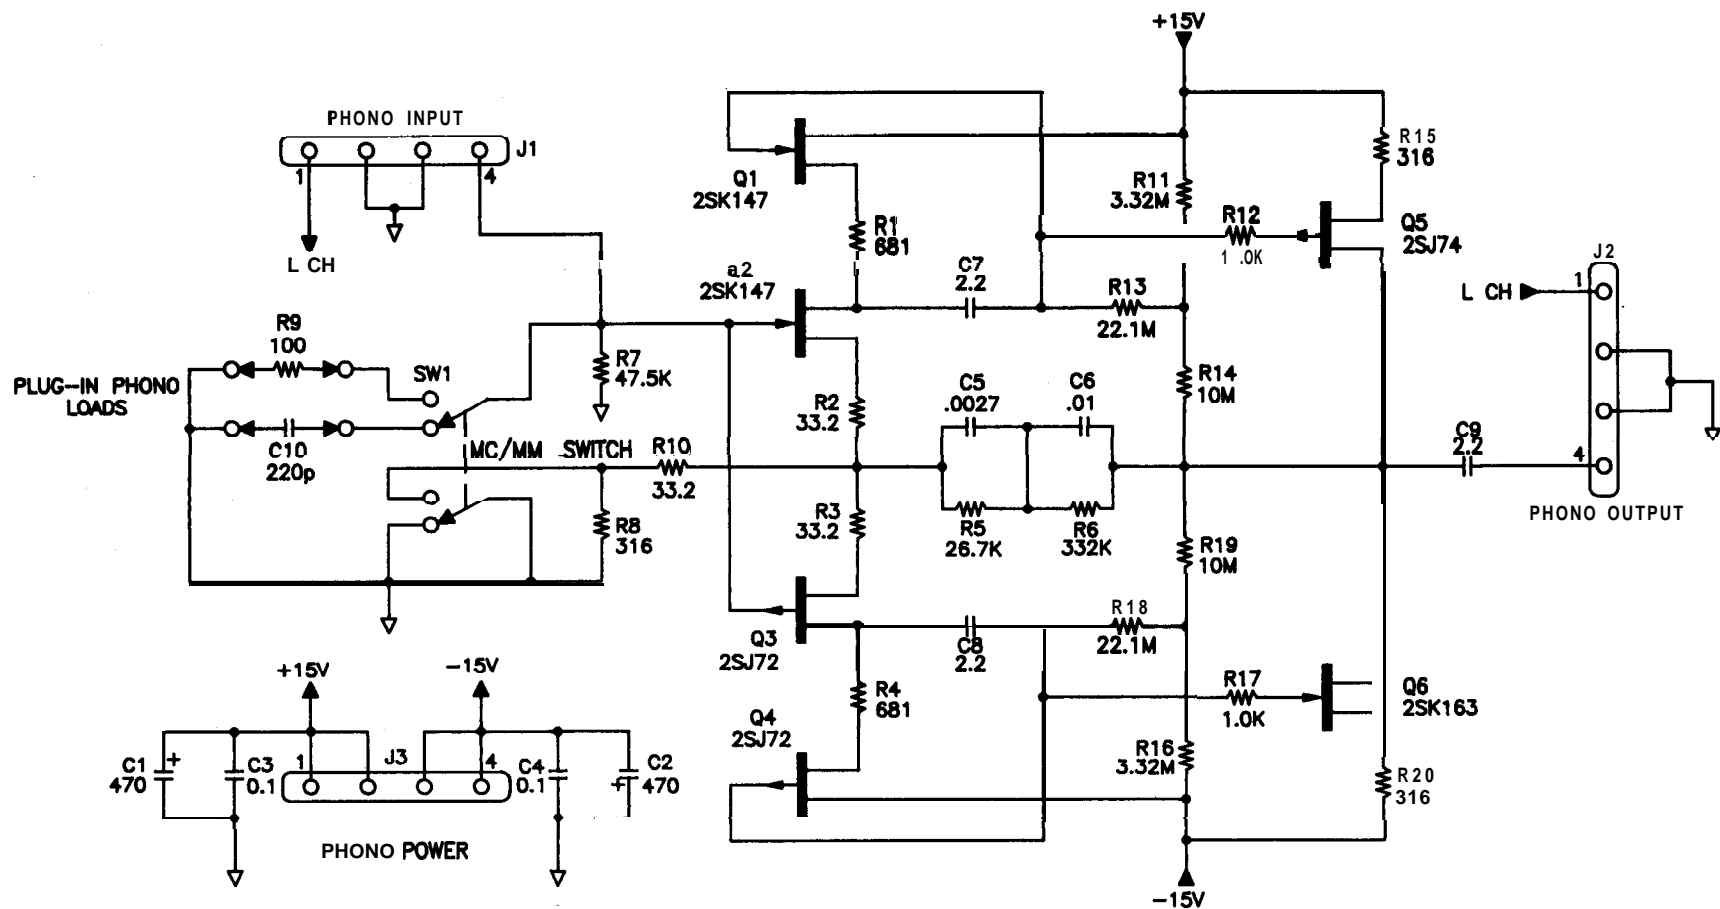 +15V
PHONO INPUT
J1
1
4
L CH
Q1
2SK147
R1
681
R11
3.32M
R15
316
R12
1 .0K
Q5
2SJ74
J2
a2
2SK147
C7
2.2
R13
22.1M
L CH
1
R9
100
SW1
R7
47.5K
PLUG-IN PHONO
LOADS
R14
10M
C5
.0027
C6
.01
R2
33.2
C10
220p
MC/MM SWITCH
R10
33.2
C9
2.2
4
R3
33.2
R8
316
R5
26.7K
R6
332K
PHONO OUTPUT
R19
10M
Q3
2SJ72
C8
2.2
R18
22.1M
+15V
-15V
R4
681
R17
1.0K
Q6
2SK163
Q4
2SJ72
C1
470
+
C3
0.1
1
J3
4
C4
0.1
C2
470
+
R16
3.32M
R20
316
PHONO POWER
-15V